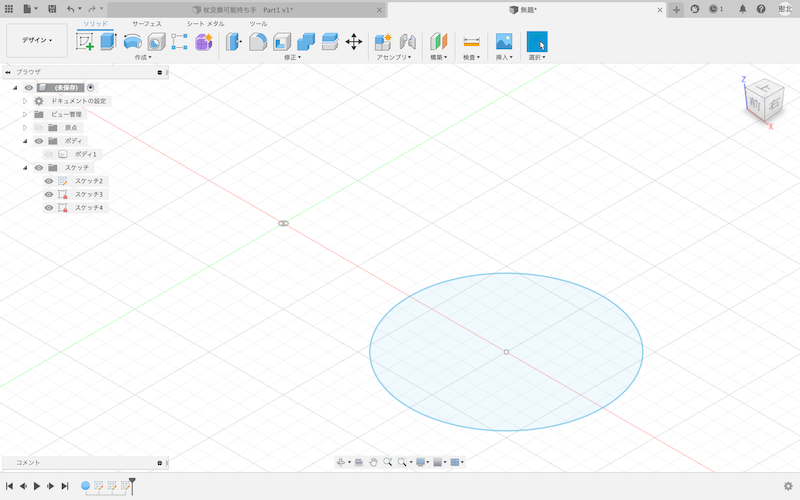 杖交換可能持ち手 Part1 v1*
無題*
1
樹北
デザイン
ソリッド サーフェス シート メタル ツール
作成 修正 アセンブリ 構築 検査 挿入 選択
ブラウザ
(未保存)
ドキュメントの設定
ビュー管理
原点
ボディ
ボディ1
スケッチ
スケッチ2
スケッチ3
スケッチ4
Z
上
前
右
X
コメント